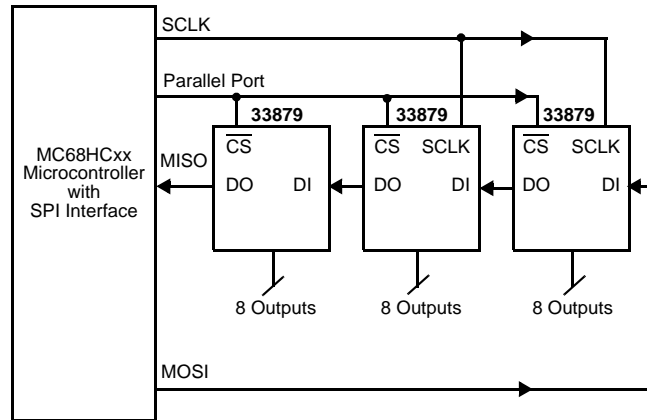 SCLK
Parallel Port
33879 33879 33879
CS CS SCLK CS SCLK
MC68HCxx
Microcontroller
with
SPI Interface
MISO
DO DI DO DI DO DI
8 Outputs 8 Outputs 8 Outputs
MOSI